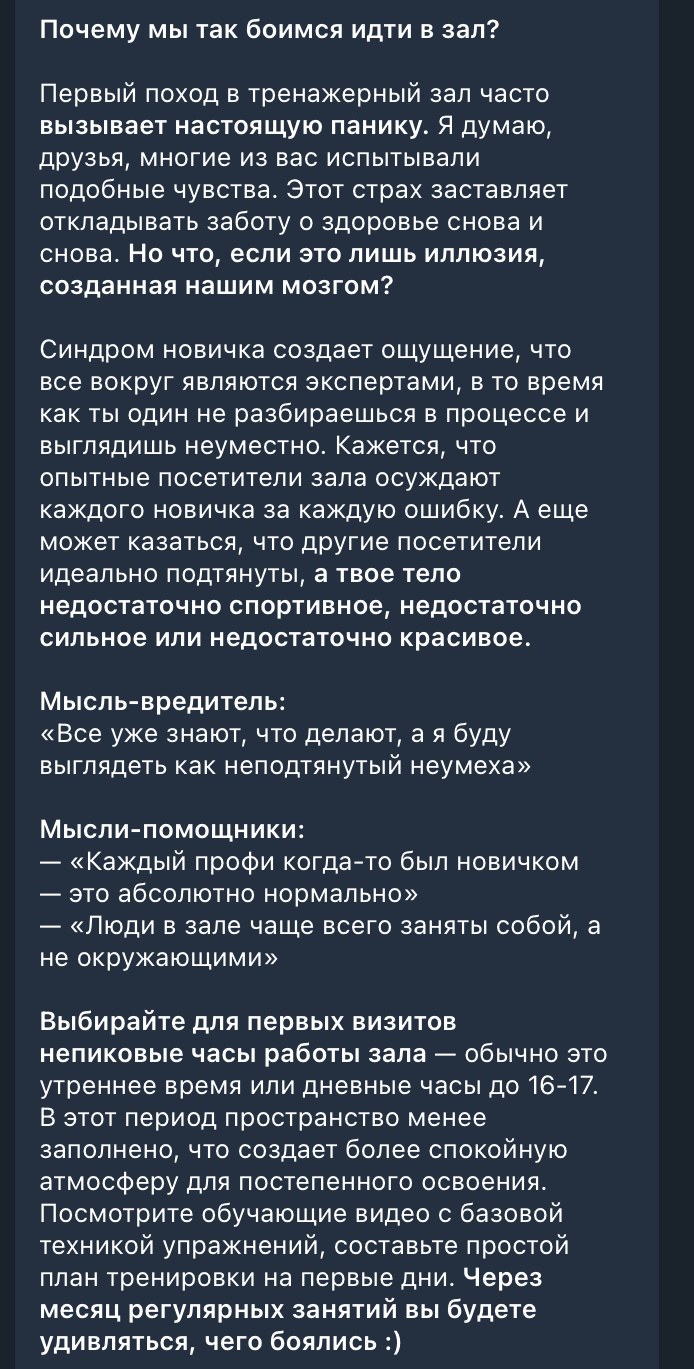 Почему мы так боимся идти в зал?
Первый поход в тренажерный зал часто
вызывает настоящую панику. Я думаю,
друзья, многие из вас испытывали
подобные чувства. Этот страх заставляет
откладывать заботу о здоровье снова и
снова. Но что, если это лишь иллюзия,
созданная нашим мозгом?
Синдром новичка создает ощущение, что
все вокруг являются экспертами, в то время
как ты один не разбираешься в процессе и
выглядишь неуместно. Кажется, что
опытные посетители зала осуждают
каждого новичка за каждую ошибку. А еще
может казаться, что другие посетители
идеально подтянуты, а твое тело
недостаточно спортивное, недостаточно
сильное или недостаточно красивое.
Мысль-вредитель:
«Все уже знают, что делают, а я буду
выглядеть как неподтянутый неумеха»
Мысли-помощники:
— «Каждый профи когда-то был новичком
— это абсолютно нормально»
— «Люди в зале чаще всего заняты собой, а
не окружающими»
Выбирайте для первых визитов
непиковые часы работы зала — обычно это
утреннее время или дневные часы до 16-17.
В этот период пространство менее
заполнено, что создает более спокойную
атмосферу для постепенного освоения.
Посмотрите обучающие видео с базовой
техникой упражнений, составьте простой
план тренировки на первые дни. Через
месяц регулярных занятий вы будете
удивляться, чего боялись :)